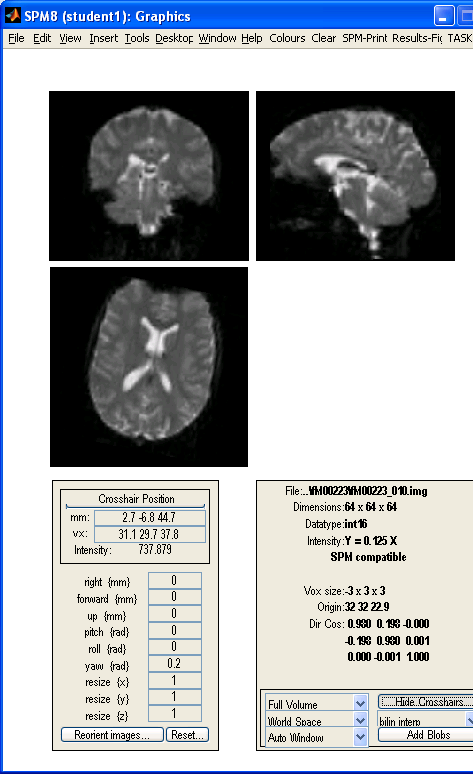 SPM8 (student1): Graphics
File Edit View Insert Tools Desktop Window Help Colours Clear SPM-Print Results-Fig TASK
Crosshair Position
mm: 2.7 -6.8 44.7
vx: 31.1 29.7 37.8
Intensity: 737.879
right {mm} 0
forward {mm} 0
up {mm} 0
pitch {rad} 0
roll {rad} 0
yaw {rad} 0.2
resize {x} 1
resize {y} 1
resize {z} 1
Reorient images... Reset...
File: ..\fM00223\fM00223_010.img
Dimensions: 64 x 64 x 64
Datatype: int16
Intensity: Y = 0.125 X
SPM compatible
Vox size: -3 x 3 x 3
Origin: 32 32 22.9
Dir Cos: 0.980 0.198 -0.000
-0.198 0.980 0.001
0.000 -0.001 1.000
Full Volume
World Space
Auto Window
Hide Crosshairs
bilin interp
Add Blobs